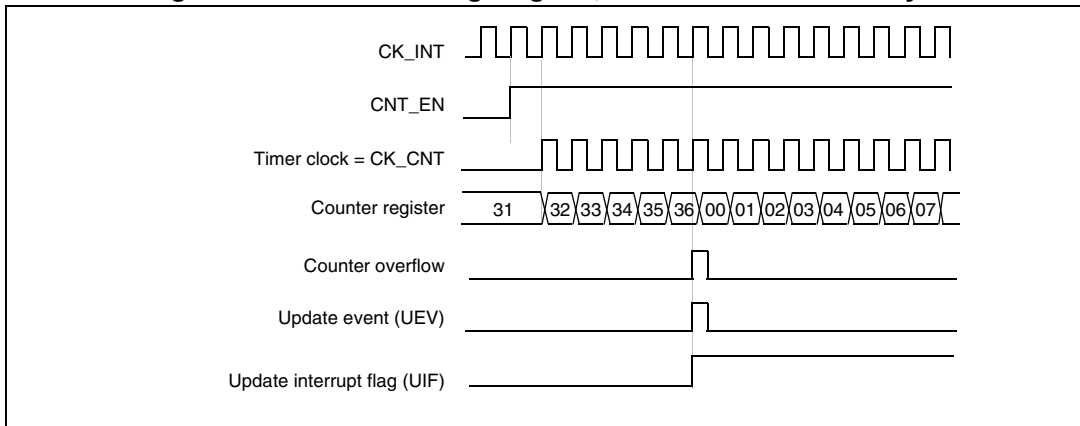 CK_INT
CNT_EN
Timer clock = CK_CNT
Counter register 31 32 33 34 35 36 00 01 02 03 04 05 06 07
Counter overflow
Update event (UEV)
Update interrupt flag (UIF)